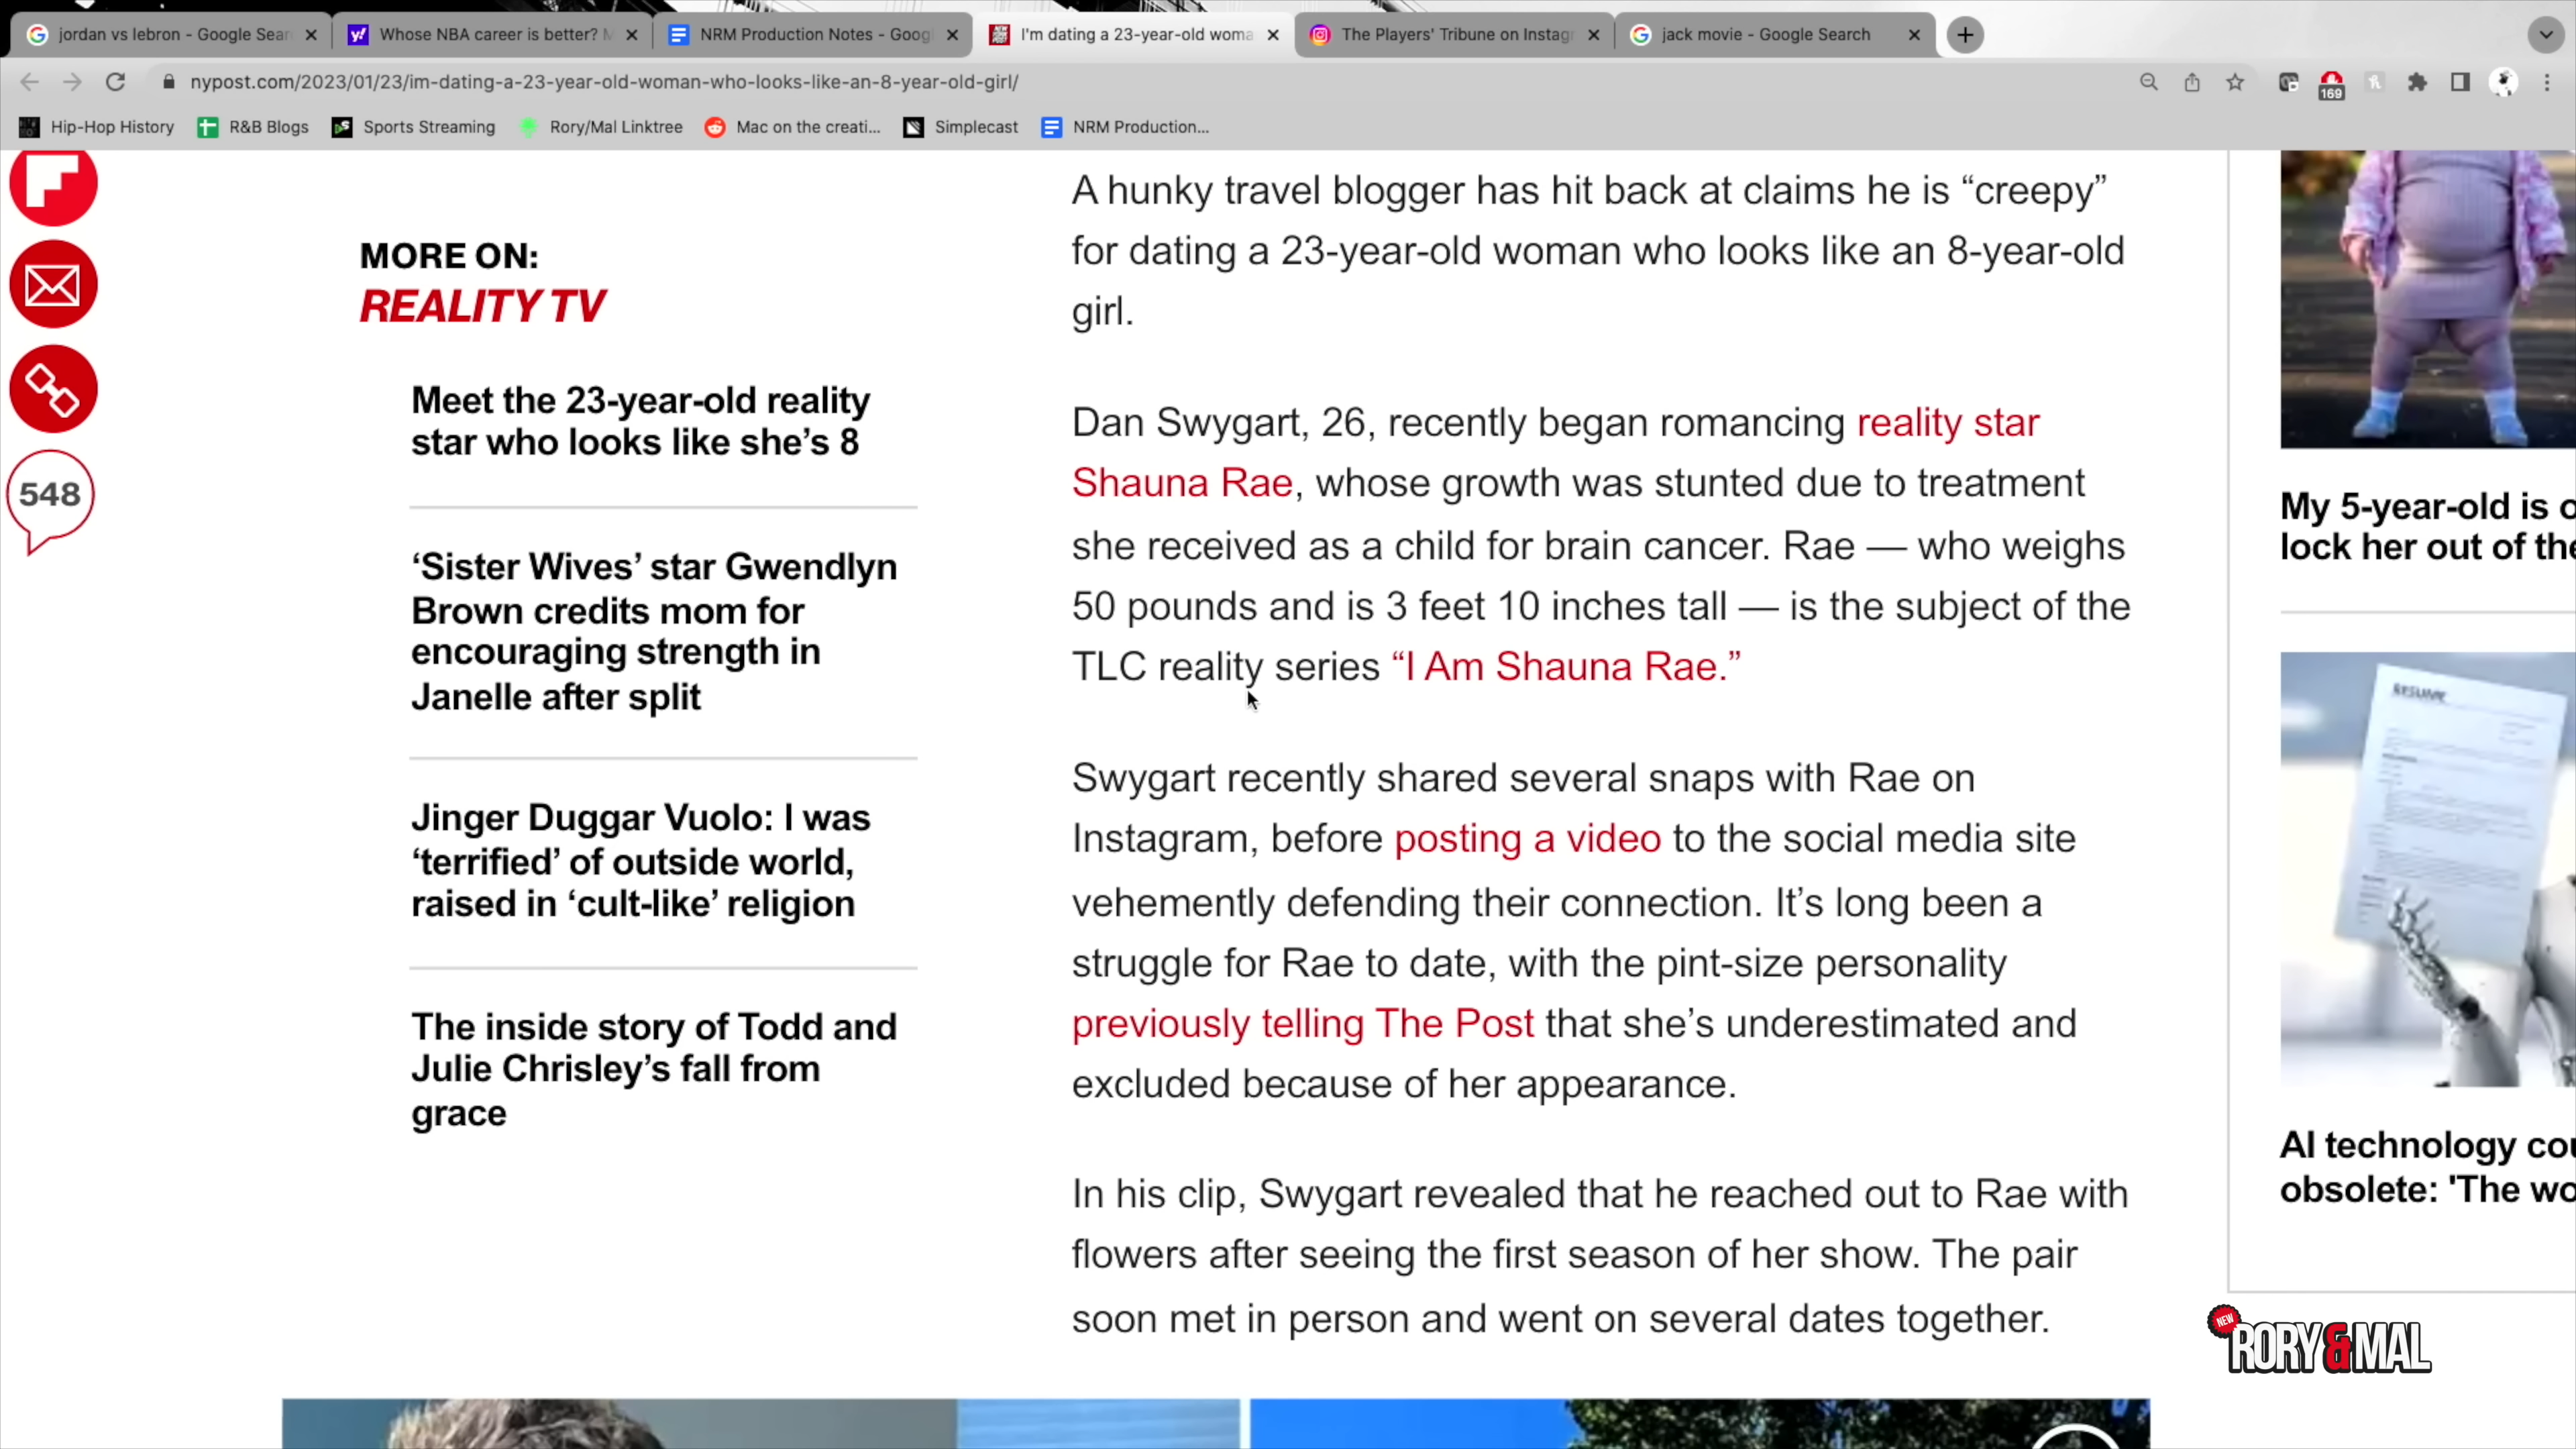 jordan vs lebron - Google Sear
Whose NBA career is better? M
NRM Production Notes - Googl
I'm dating a 23-year-old woma
The Players' Tribune on Instagr
jack movie - Google Search
nypost.com/2023/01/23/im-dating-a-23-year-old-woman-who-looks-like-an-8-year-old-girl/
169
Hip-Hop History
R&B Blogs
Sports Streaming
Rory/Mal Linktree
Mac on the creati...
Simplecast
NRM Production...
548
MORE ON:
REALITY TV
Meet the 23-year-old reality
star who looks like she's 8
‘Sister Wives’ star Gwendlyn
Brown credits mom for
encouraging strength in
Janelle after split
Jinger Duggar Vuolo: I was
‘terrified’ of outside world,
raised in ‘cult-like’ religion
The inside story of Todd and
Julie Chrisley’s fall from
grace
A hunky travel blogger has hit back at claims he is “creepy”
for dating a 23-year-old woman who looks like an 8-year-old
girl.
Dan Swygart, 26, recently began romancing reality star
Shauna Rae, whose growth was stunted due to treatment
she received as a child for brain cancer. Rae — who weighs
50 pounds and is 3 feet 10 inches tall — is the subject of the
TLC reality series “I Am Shauna Rae.”
Swygart recently shared several snaps with Rae on
Instagram, before posting a video to the social media site
vehemently defending their connection. It’s long been a
struggle for Rae to date, with the pint-size personality
previously telling The Post that she’s underestimated and
excluded because of her appearance.
In his clip, Swygart revealed that he reached out to Rae with
flowers after seeing the first season of her show. The pair
soon met in person and went on several dates together.
My 5-year-old is o
lock her out of the
RESUME
AI technology cou
obsolete: 'The wo
NEW
RORY & MAL